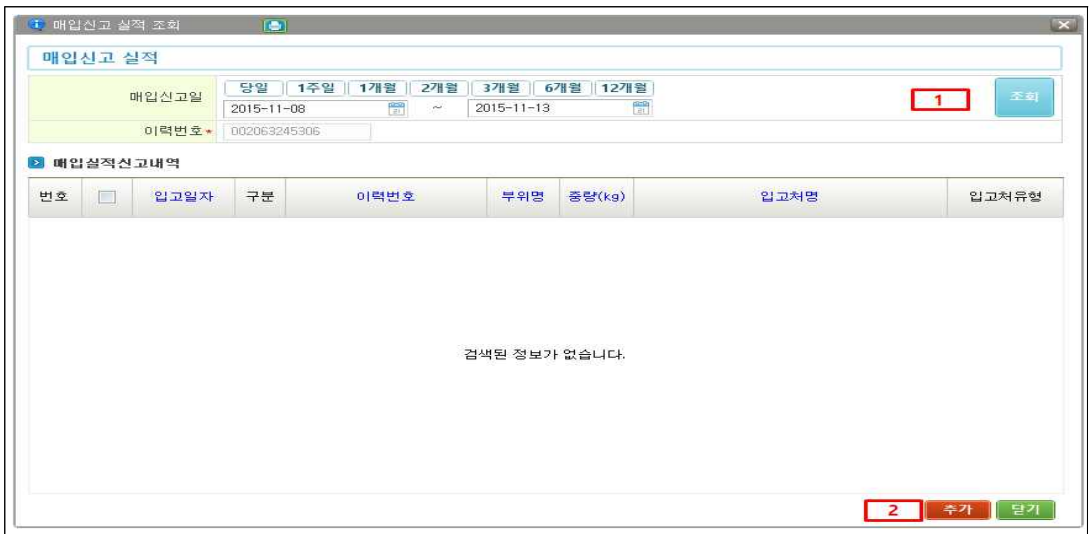 매입신고 실적 조회
매입신고 실적
매입신고일 당일 1주일 1개월 2개월 3개월 6개월 12개월
2015-11-08 ~ 2015-11-13 1 조회
이력번호* 002063245306
매입실적신고내역
번호 입고일자 구분 이력번호 부위명 중량(kg) 입고처명 입고처유형
검색된 정보가 없습니다.
2 추가 닫기